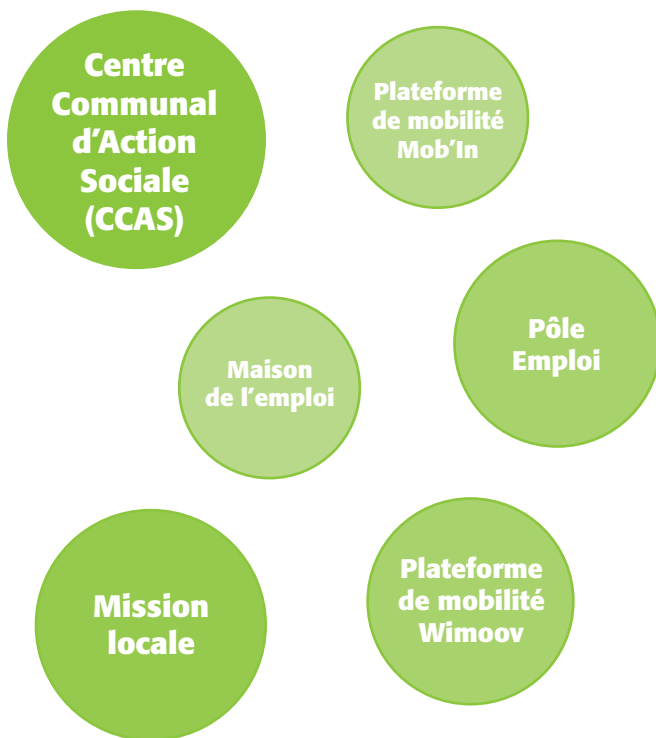 Centre
Communal
d'Action
Sociale
(CCAS)
Plateforme
de mobilité
Mob'In
Pôle
Emploi
Maison
de l'emploi
Mission
locale
Plateforme
de mobilité
Wimoov